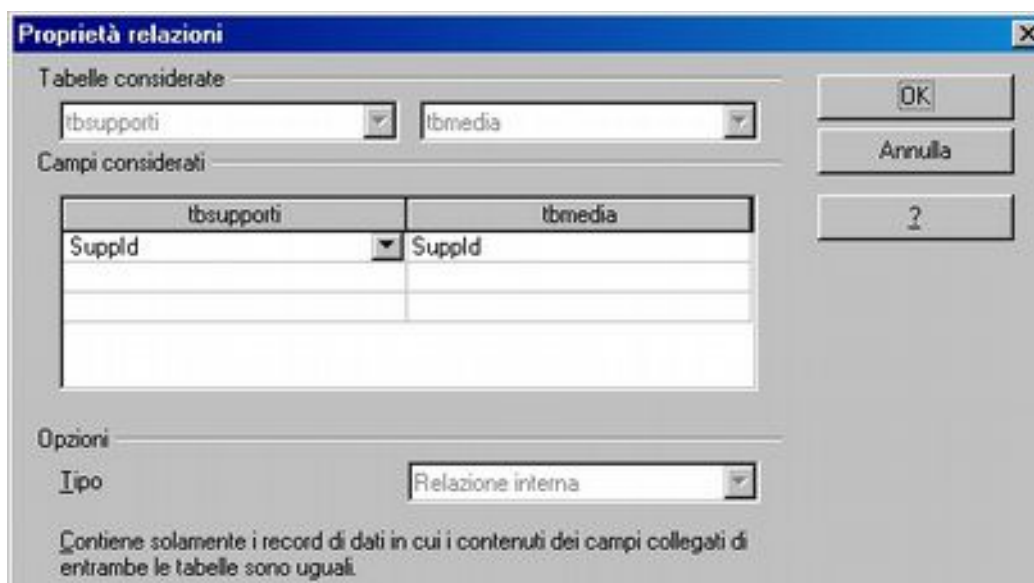 Proprietà relazioni
Tabelle considerate
tbsupporti tbmedia
OK
Campi considerati
Annulla
tbsupporti tbmedia
?
SuppId SuppId
Opzioni
Tipo Relazione interna
Contiene solamente i record di dati in cui i contenuti dei campi collegati di
entrambe le tabelle sono uguali.